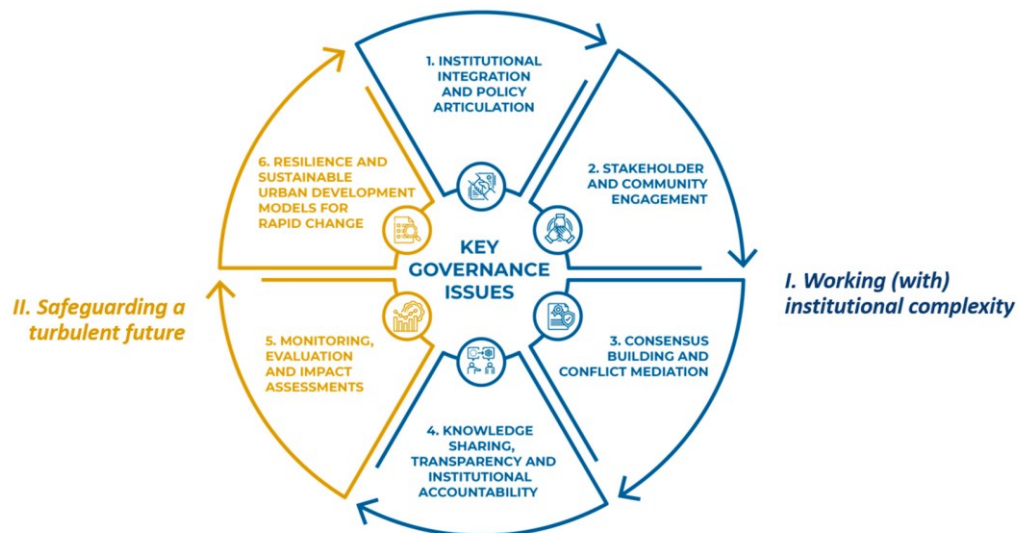 1. INSTITUTIONAL
INTEGRATION
AND POLICY
ARTICULATION
2. STAKEHOLDER
AND COMMUNITY
ENGAGEMENT
3. CONSENSUS
BUILDING AND
CONFLICT MEDIATION
4. KNOWLEDGE
SHARING,
TRANSPARENCY AND
INSTITUTIONAL
ACCOUNTABILITY
5. MONITORING,
EVALUATION
AND IMPACT
ASSESSMENTS
6. RESILIENCE AND
SUSTAINABLE
URBAN DEVELOPMENT
MODELS FOR
RAPID CHANGE
KEY
GOVERNANCE
ISSUES
I. Working (with)
institutional complexity
II. Safeguarding a
turbulent future